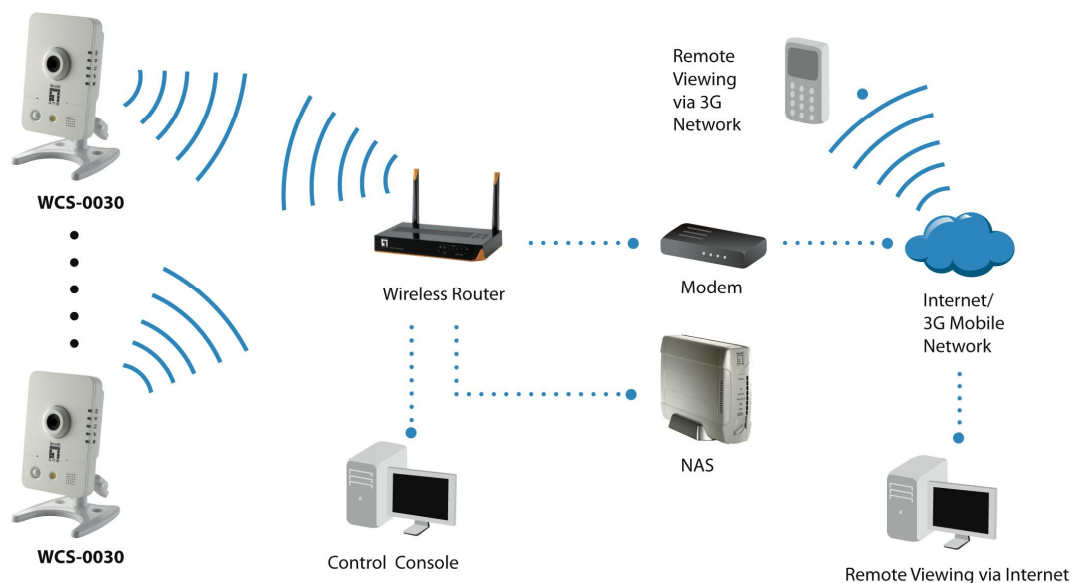 WCS-0030
WCS-0030
Wireless Router
Control Console
Modem
NAS
Remote
Viewing
via 3G
Network
Internet/
3G Mobile
Network
Remote Viewing via Internet